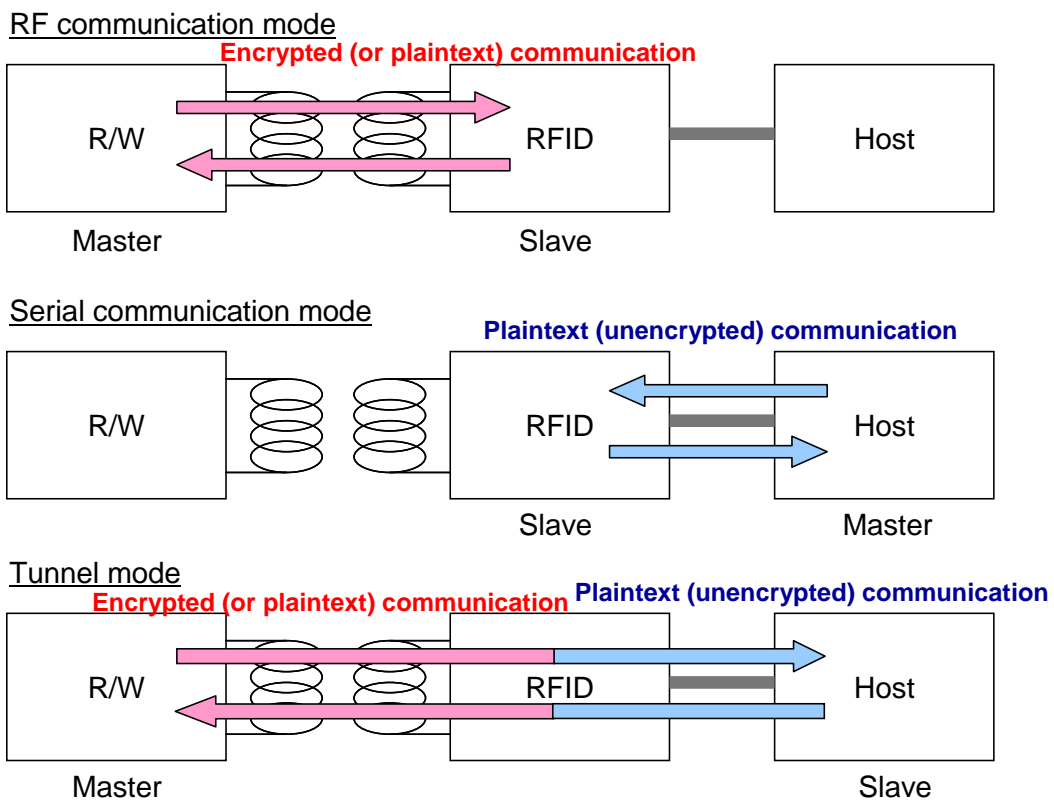 RF communication mode
Encrypted (or plaintext) communication
R/W
RFID
Host
Master
Slave
Serial communication mode
Plaintext (unencrypted) communication
R/W
RFID
Host
Slave
Master
Tunnel mode
Encrypted (or plaintext) communication
Plaintext (unencrypted) communication
R/W
RFID
Host
Master
Slave